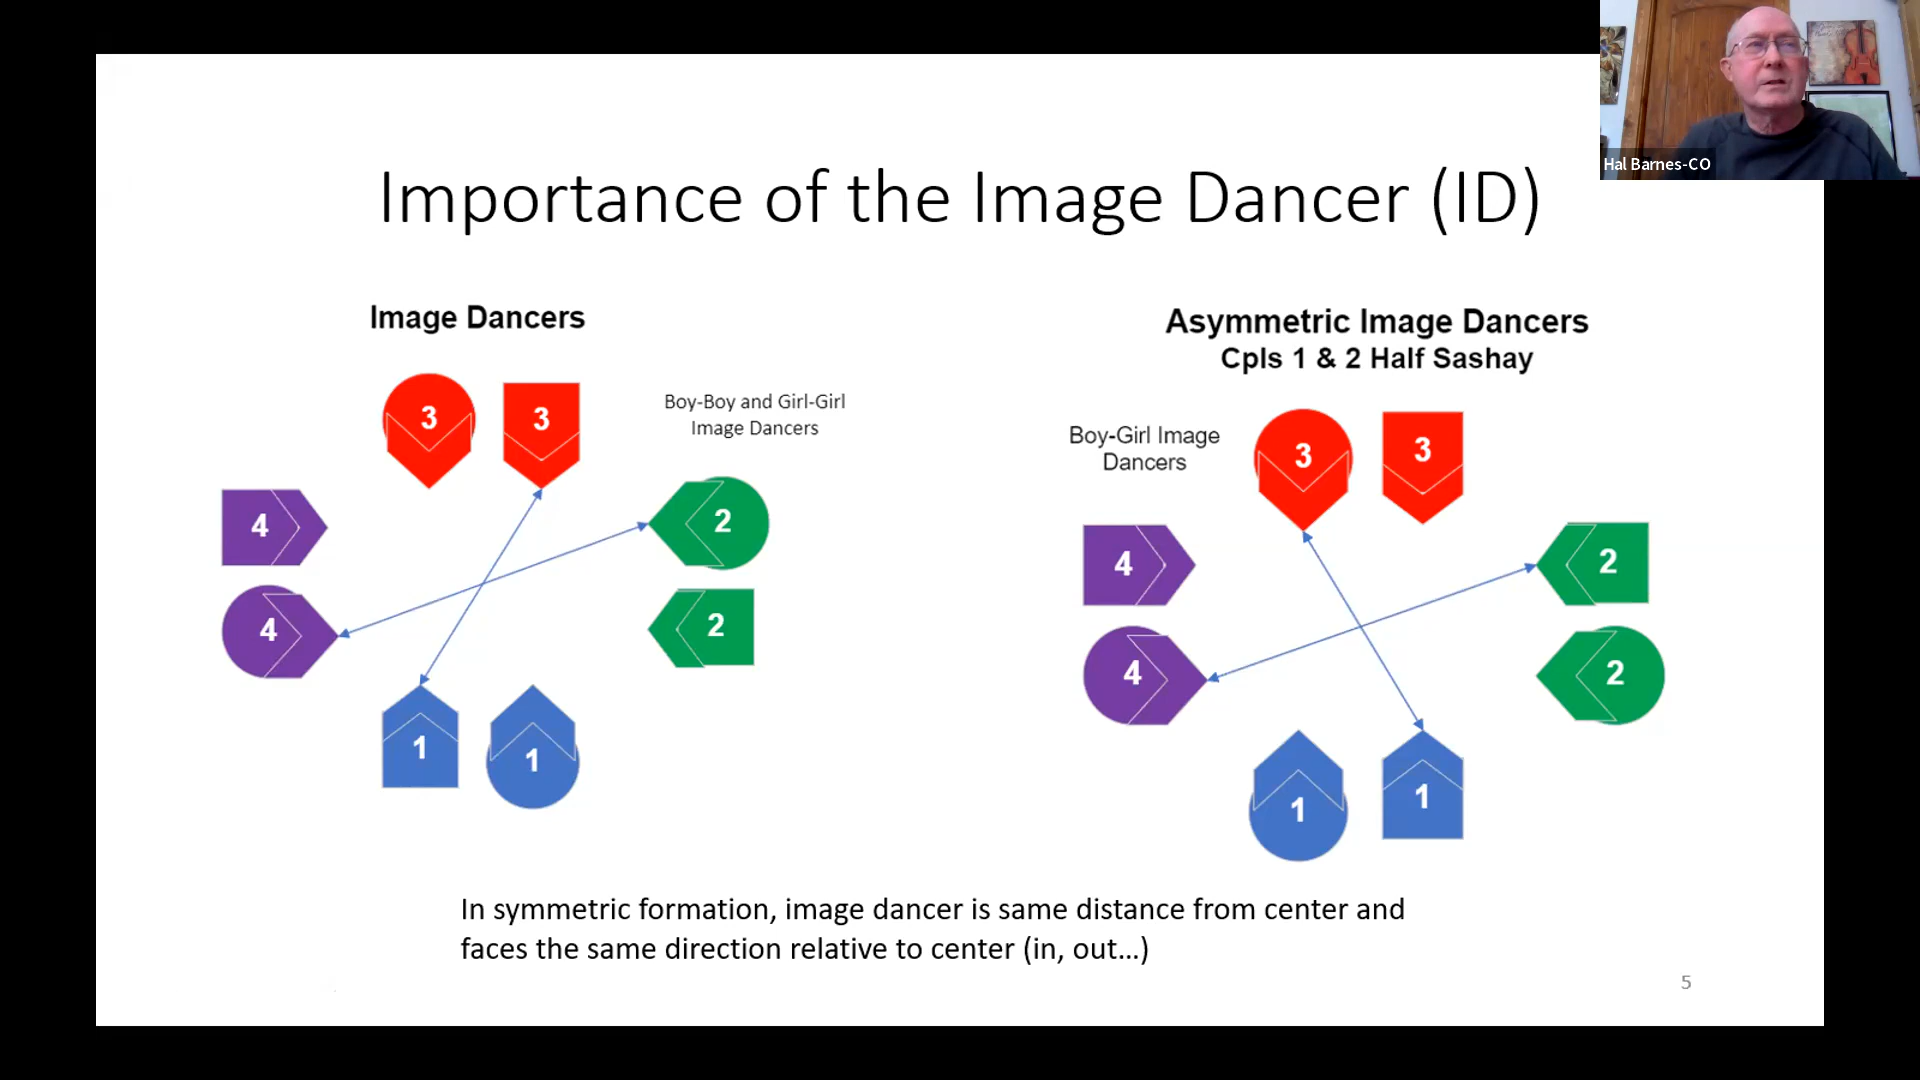 Hal Barnes-CO
Importance of the Image Dancer (ID)
Image Dancers
Boy-Boy and Girl-Girl
Image Dancers
3
3
4
2
4
2
1
1
Asymmetric Image Dancers
Cpls 1 & 2 Half Sashay
Boy-Girl Image
Dancers
3
3
4
2
4
2
1
1
In symmetric formation, image dancer is same distance from center and
faces the same direction relative to center (in, out…)
5